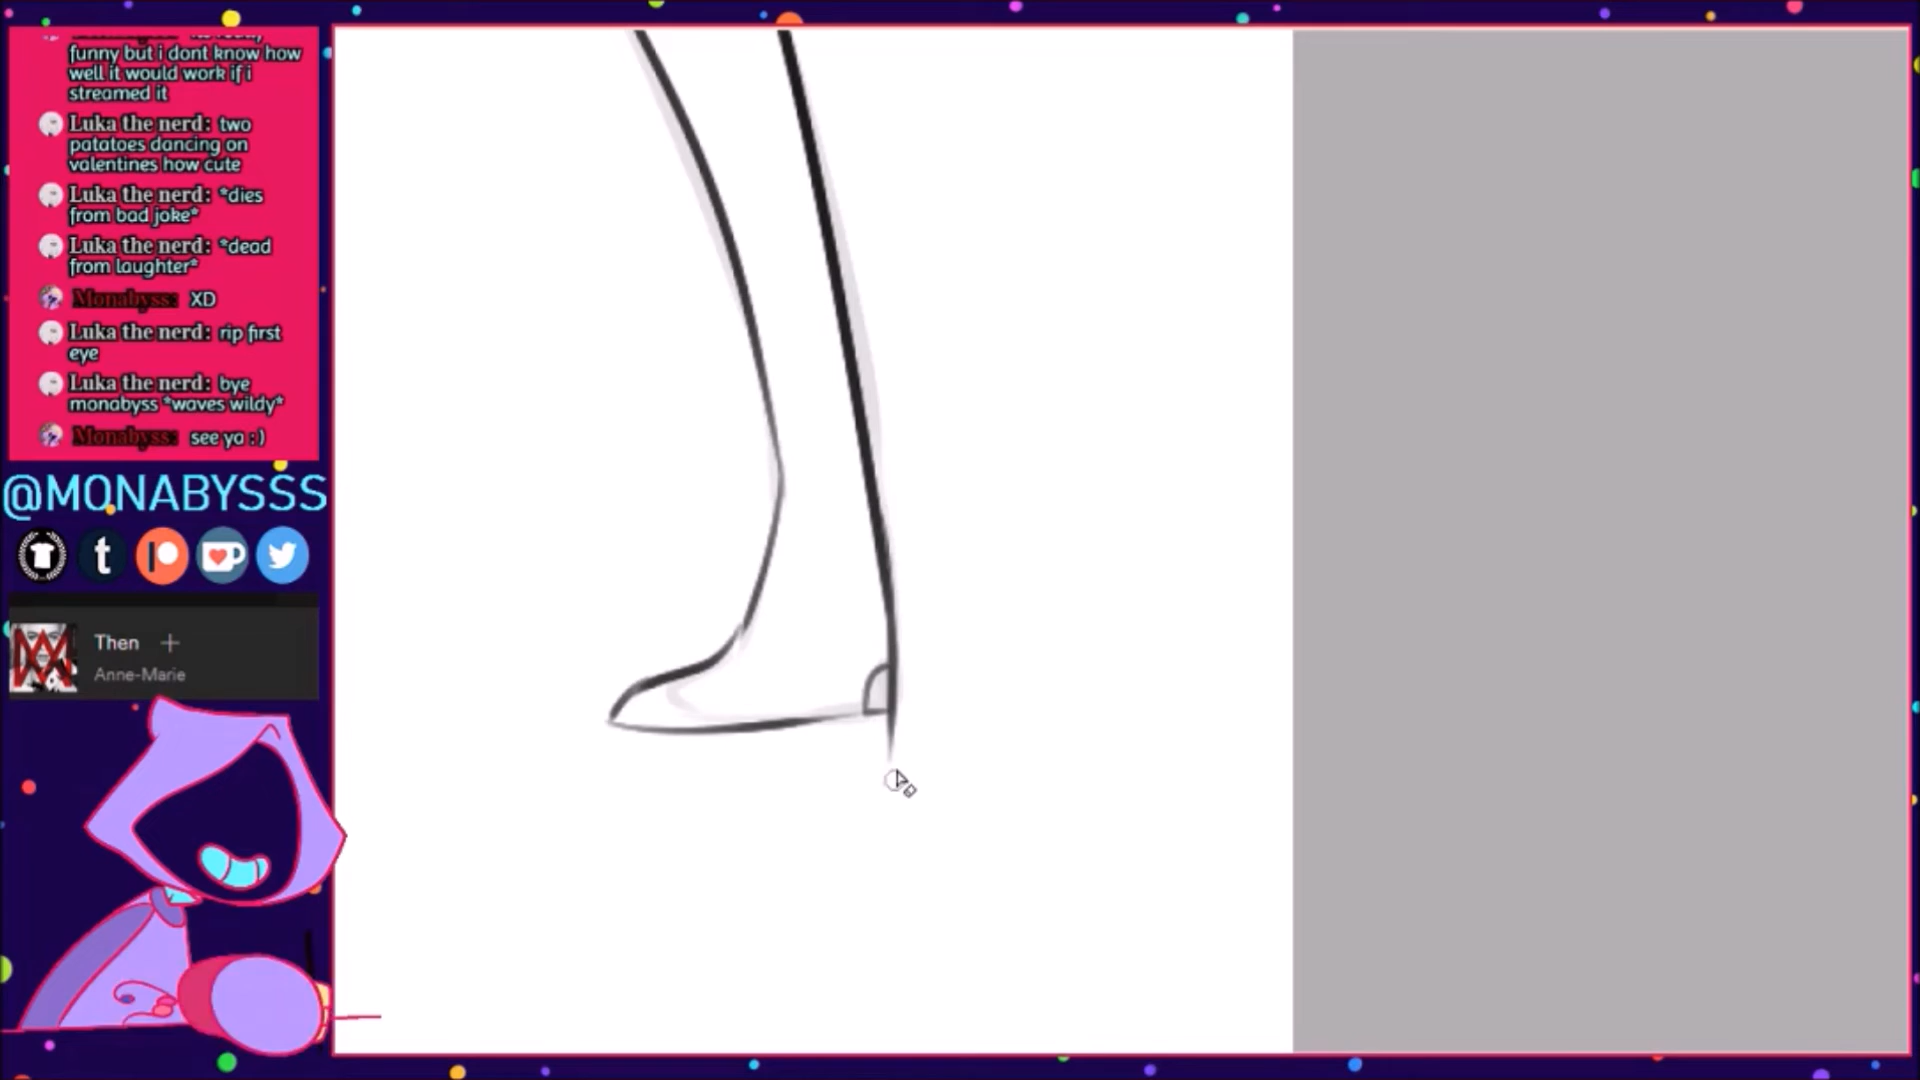 funny but i dont know how
well it would work if i
streamed it
Luka the nerd: two
patatoes dancing on
valentines how cute
Luka the nerd: *dies
from bad joke*
Luka the nerd: *dead
from laughter*
Monabyss: XD
Luka the nerd: rip first
eye
Luka the nerd: bye
monabyss *waves wildy*
Monabyss: see ya :)
@MONABYSSS
t
Then +
Anne-Marie